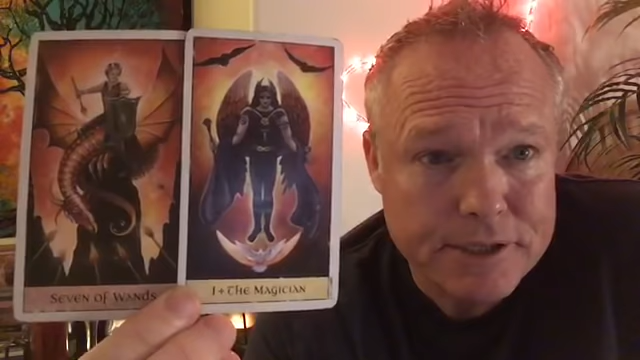 SEVEN OF WANDS
I + THE MAGICIAN